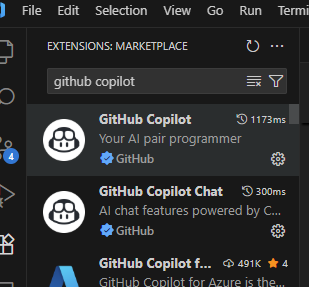 Edit Selection View Go Run Termi
EXTENSIONS: MARKETPLACE
github copilot
GitHub Copilot 1173ms
Your AI pair programmer
GitHub
4
GitHub Copilot Chat 300ms
AI chat features powered by C...
GitHub
GitHub Copilot f... 491K 4
GitHub Copilot for Azure is the...